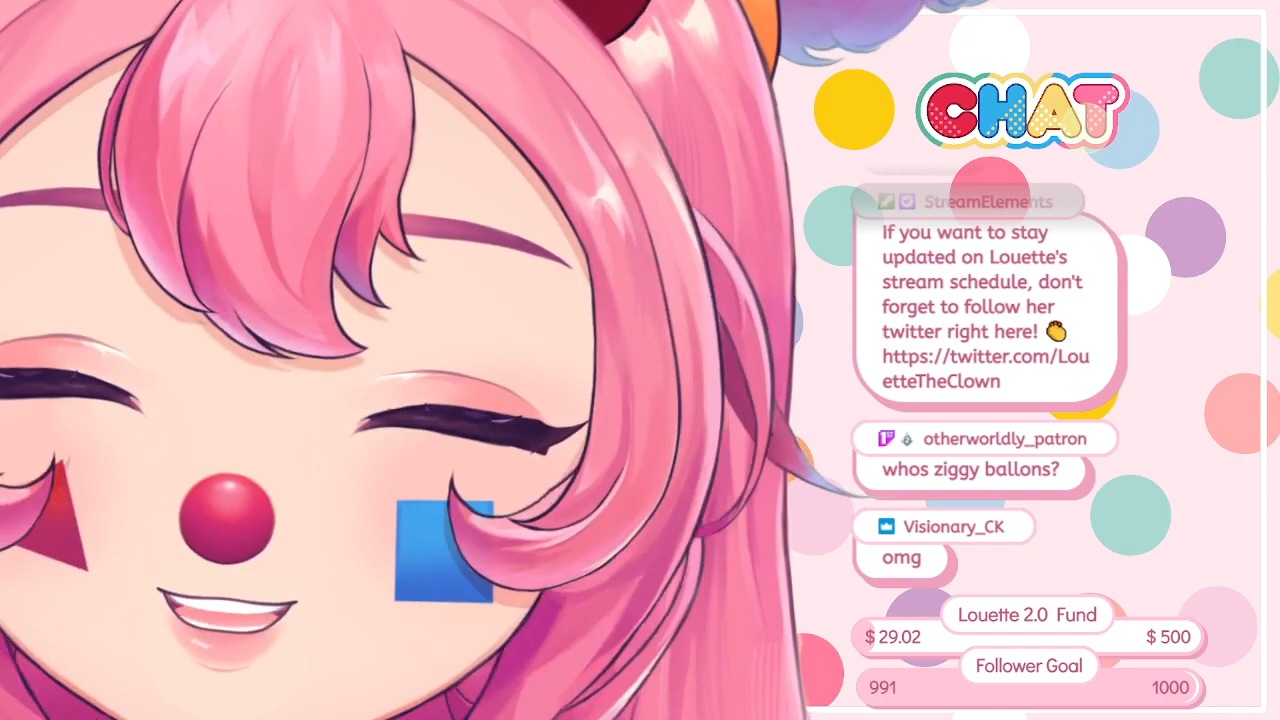 CHAT
StreamElements
If you want to stay
updated on Louette's
stream schedule, don't
forget to follow her
twitter right here! 👏
https://twitter.com/Lou
etteTheClown
otherworldly_patron
whos ziggy ballons?
Visionary_CK
omg
Louette 2.0 Fund
$ 29.02 $ 500
Follower Goal
991 1000